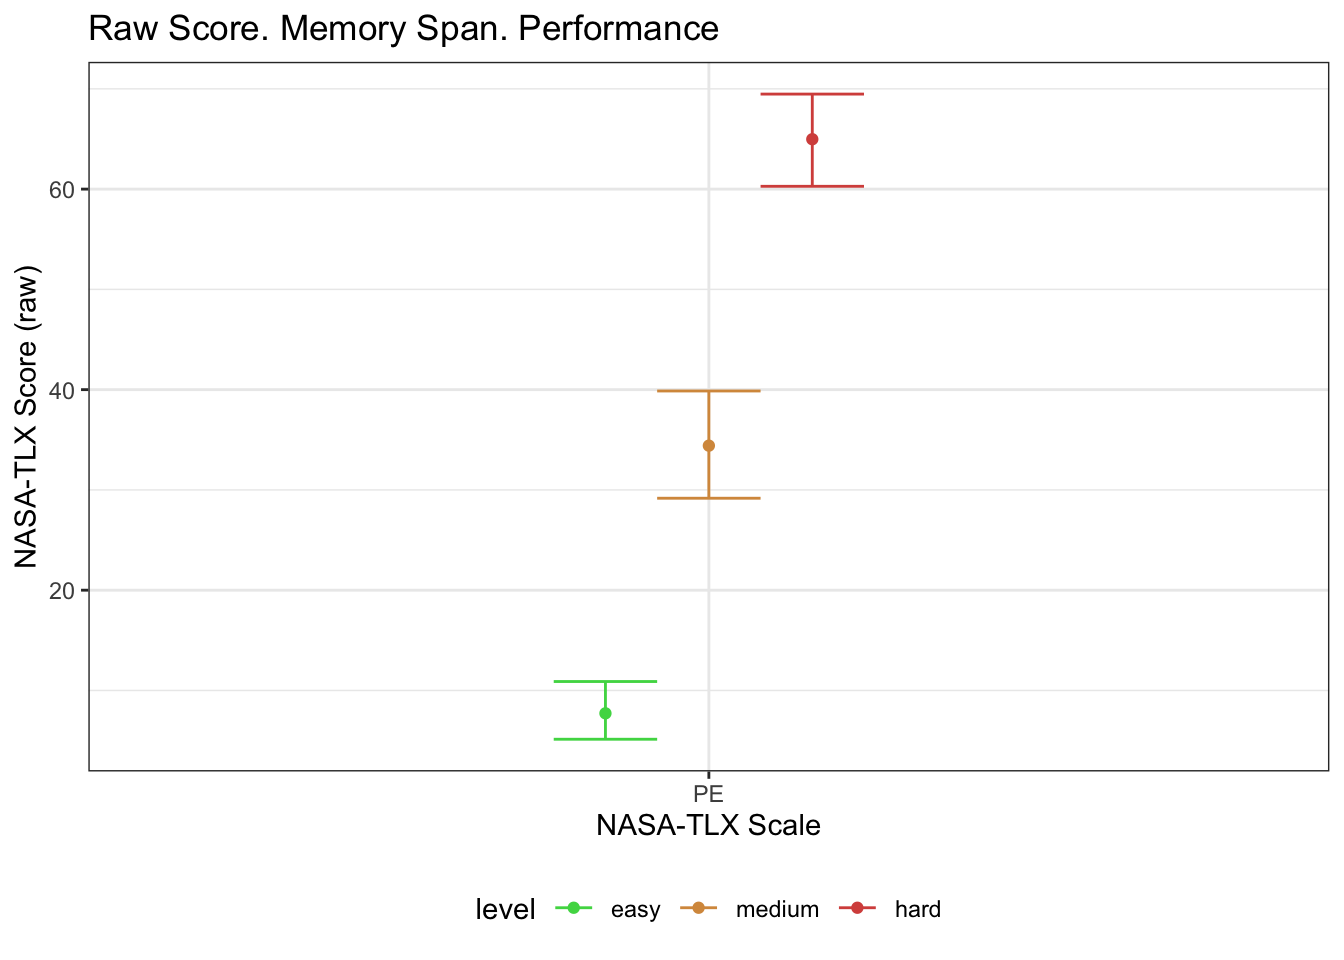 Raw Score. Memory Span. Performance
NASA-TLX Score (raw)
60
40
20
PE
NASA-TLX Scale
level easy medium hard